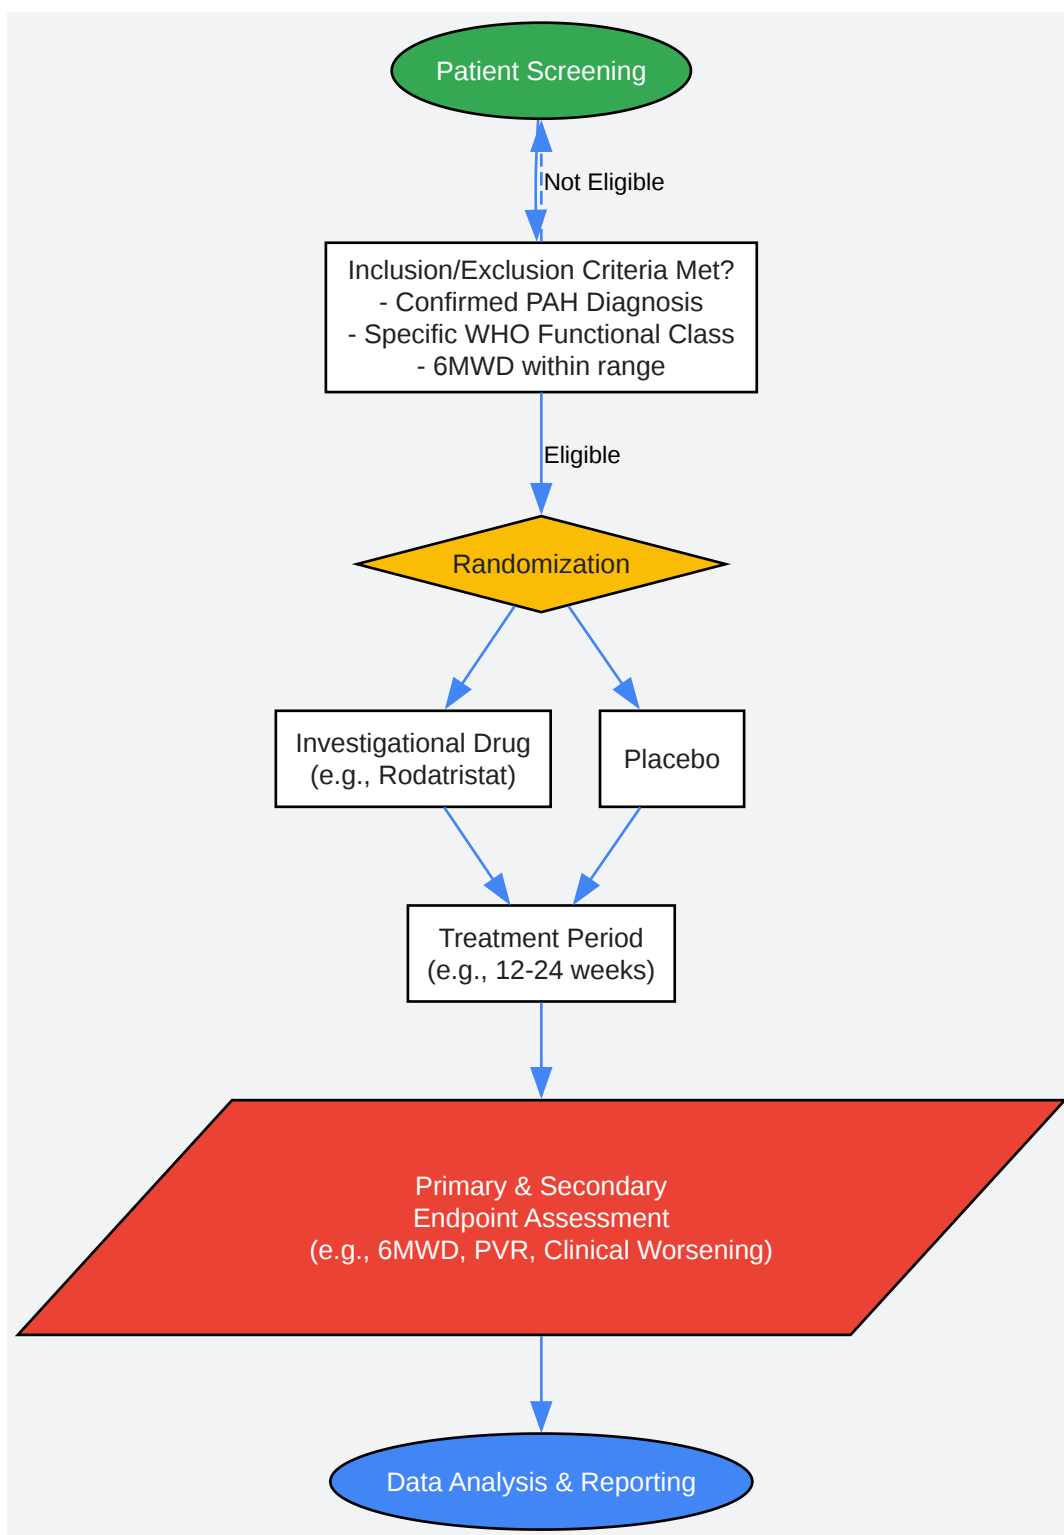 Patient Screening
Not Eligible
Inclusion/Exclusion Criteria Met?
- Confirmed PAH Diagnosis
- Specific WHO Functional Class
- 6MWD within range
Eligible
Randomization
Investigational Drug
(e.g., Rodatristat)
Placebo
Treatment Period
(e.g., 12-24 weeks)
Primary & Secondary
Endpoint Assessment
(e.g., 6MWD, PVR, Clinical Worsening)
Data Analysis & Reporting